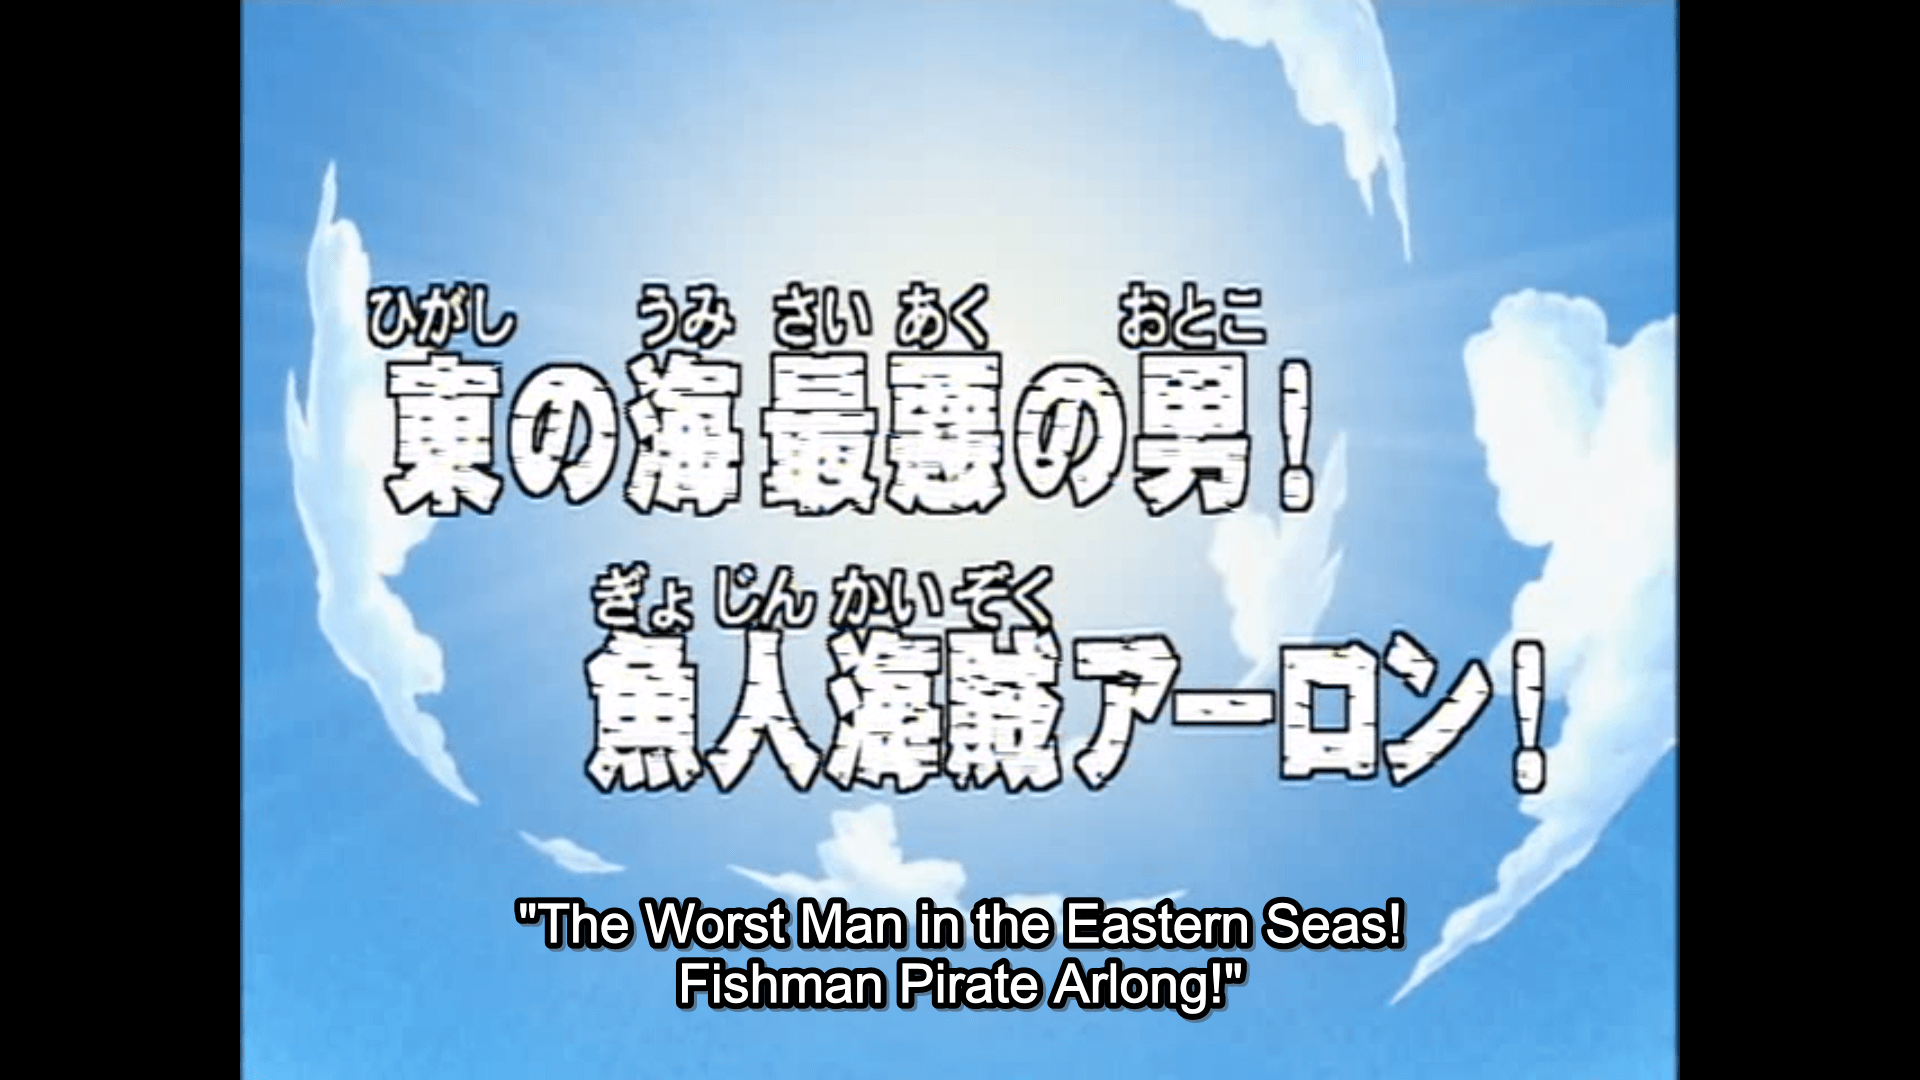 ひがし うみ さい あく おとこ
東の海最悪の男!
ぎょ じん かい ぞく
魚人海賊アーロン!
"The Worst Man in the Eastern Seas!
Fishman Pirate Arlong!"